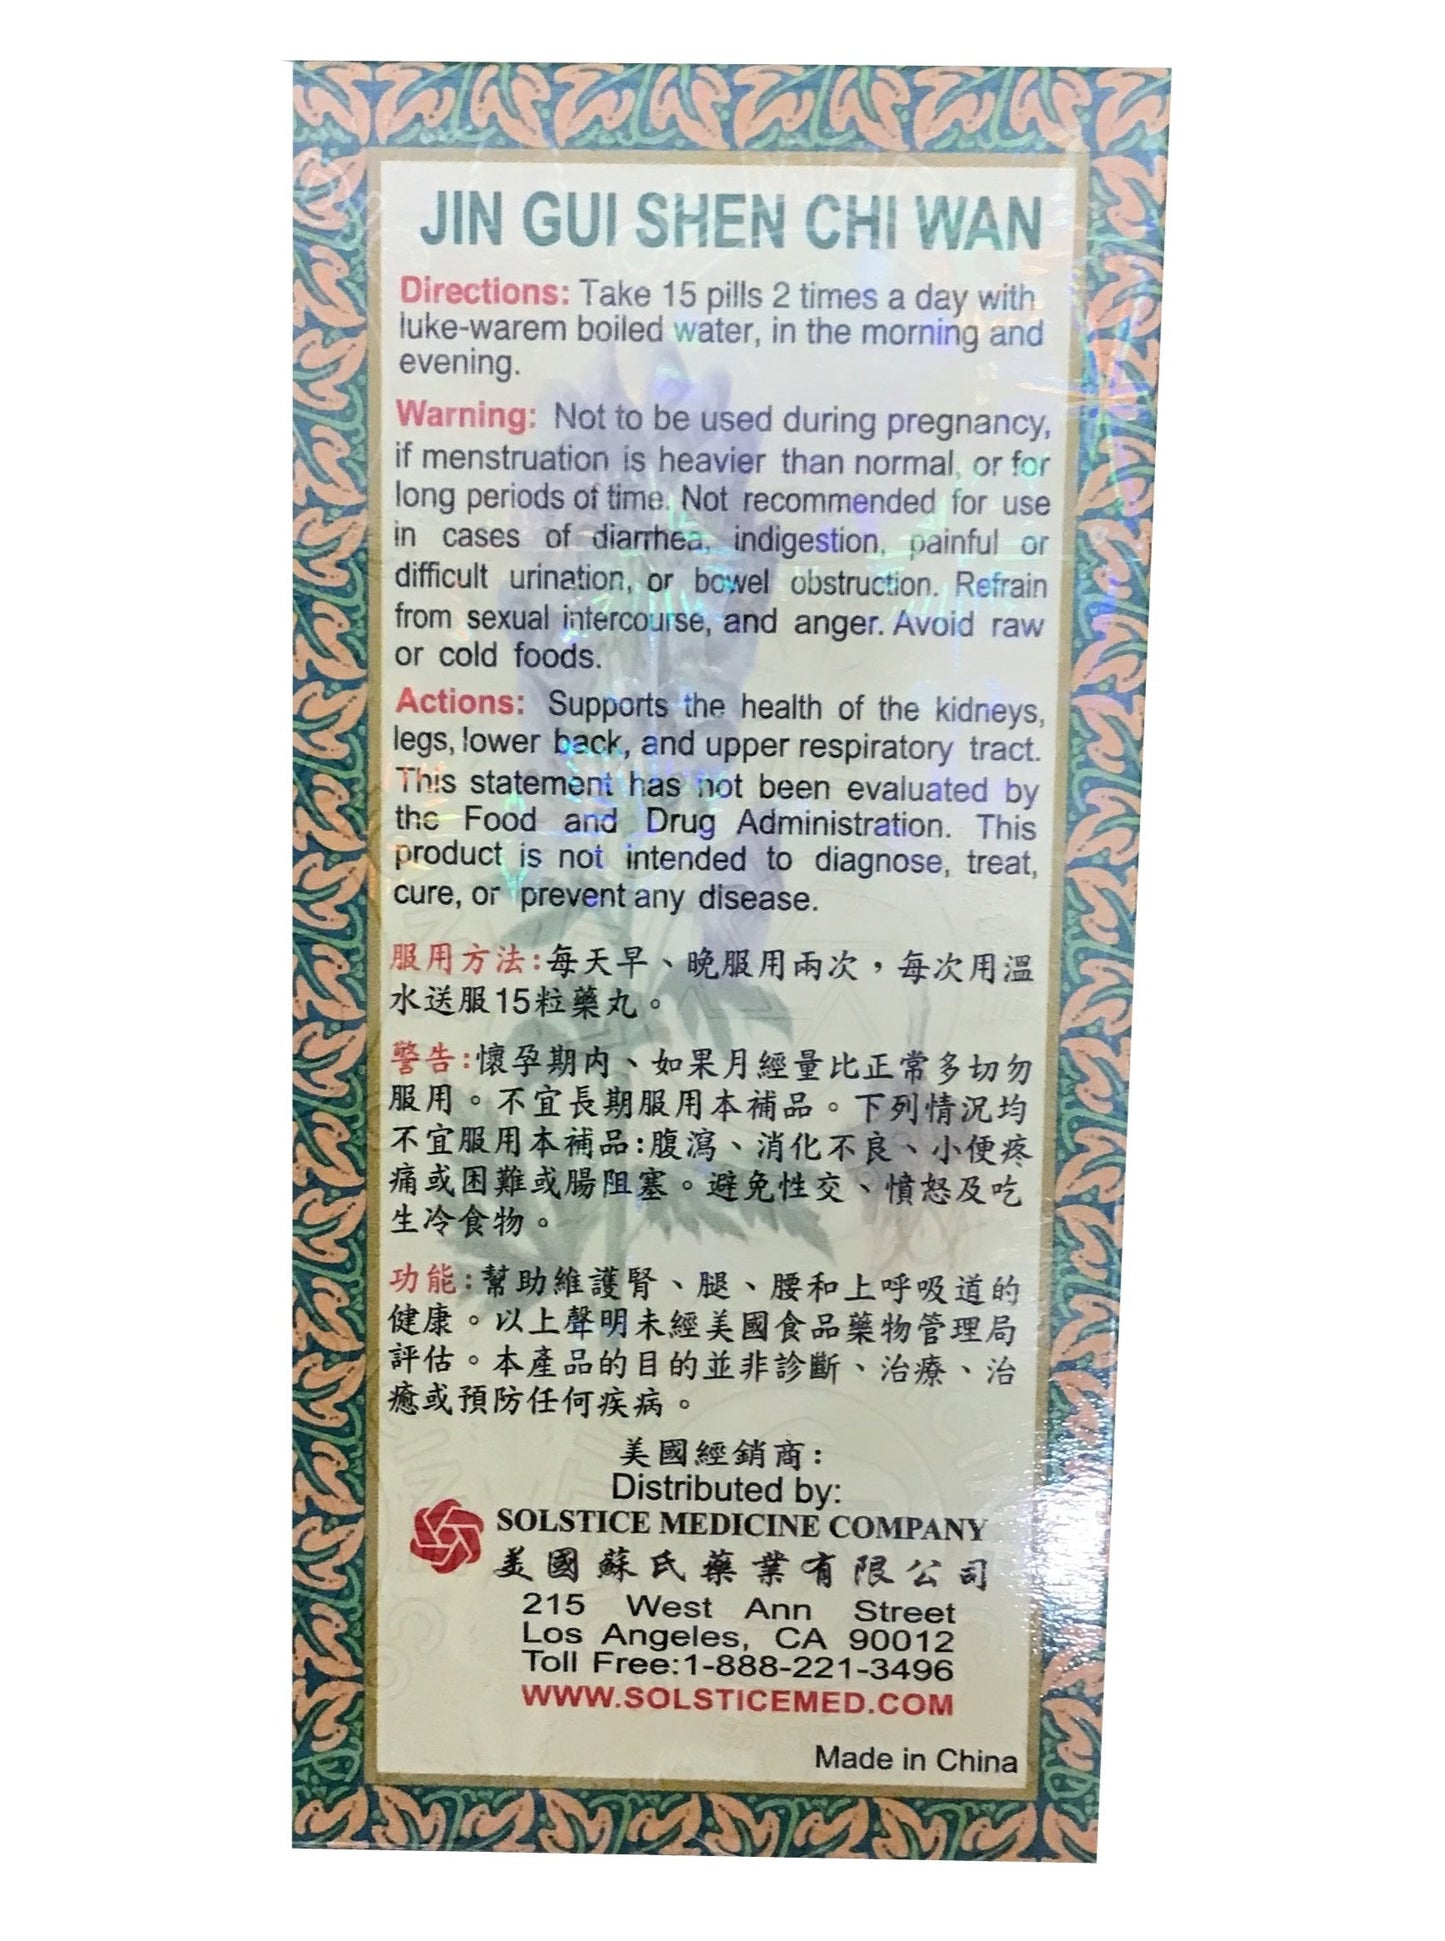 JIN GUI SHEN CHI WAN
Directions: Take 15 pills 2 times a day with
luke-warem boiled water, in the morning and
evening.
Warning: Not to be used during pregnancy,
if menstruation is heavier than normal, or for
long periods of time. Not recommended for use
in cases of diarrhea, indigestion, painful or
difficult urination, or bowel obstruction. Refrain
from sexual intercourse, and anger. Avoid raw
or cold foods.
Actions: Supports the health of the kidneys,
legs, lower back, and upper respiratory tract.
This statement has not been evaluated by
the Food and Drug Administration. This
product is not intended to diagnose, treat,
cure, or prevent any disease.
服用方法:每天早、晚服用兩次，每次用溫
水送服15粒藥丸。
警告:懷孕期內、如果月經量比正常多切勿
服用。不宜長期服用本補品。下列情況均
不宜服用本補品:腹瀉、消化不良、小便疼
痛或困難或腸阻塞。避免性交、憤怒及吃
生冷食物。
功能:幫助維護腎、腿、腰和上呼吸道的
健康。以上聲明未經美國食品藥物管理局
評估。本產品的目的並非診斷、治療、治
癒或預防任何疾病。
美國經銷商:
Distributed by:
SOLSTICE MEDICINE COMPANY
美國蘇氏藥業有限公司
215 West Ann Street
Los Angeles, CA 90012
Toll Free:1-888-221-3496
WWW.SOLSTICEMED.COM
Made in China